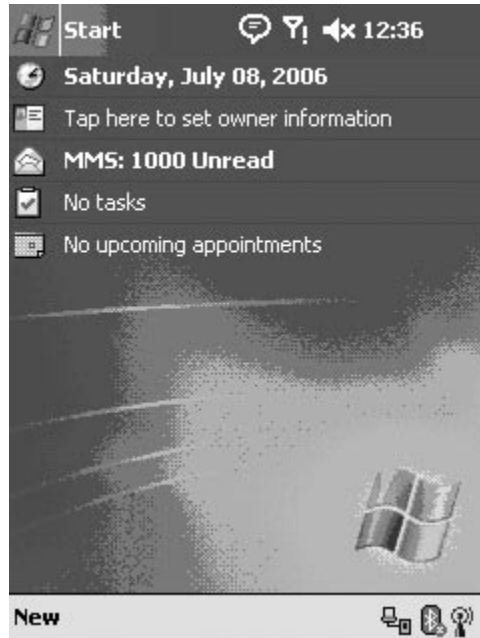 Start 12:36
Saturday, July 08, 2006
Tap here to set owner information
MMS: 1000 Unread
No tasks
No upcoming appointments
New